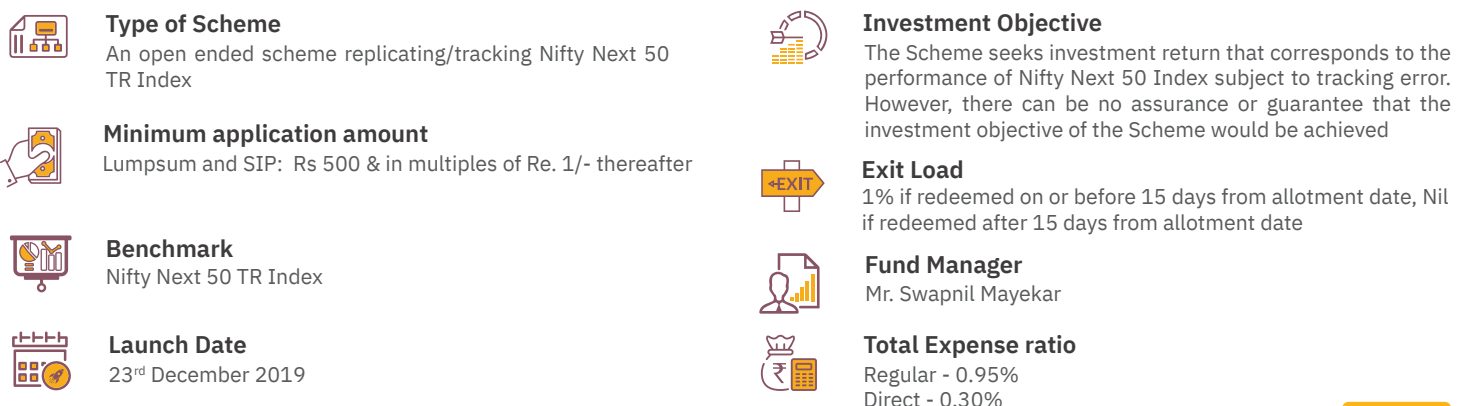 Type of Scheme
An open ended scheme replicating/tracking Nifty Next 50
TR Index
Minimum application amount
Lumpsum and SIP: Rs 500 & in multiples of Re. 1/- thereafter
Benchmark
Nifty Next 50 TR Index
Launch Date
23rd December 2019
Investment Objective
The Scheme seeks investment return that corresponds to the
performance of Nifty Next 50 Index subject to tracking error.
However, there can be no assurance or guarantee that the
investment objective of the Scheme would be achieved
EXIT
Exit Load
1% if redeemed on or before 15 days from allotment date, Nil
if redeemed after 15 days from allotment date
Fund Manager
Mr. Swapnil Mayekar
₹
Total Expense ratio
Regular - 0.95%
Direct - 0.30%